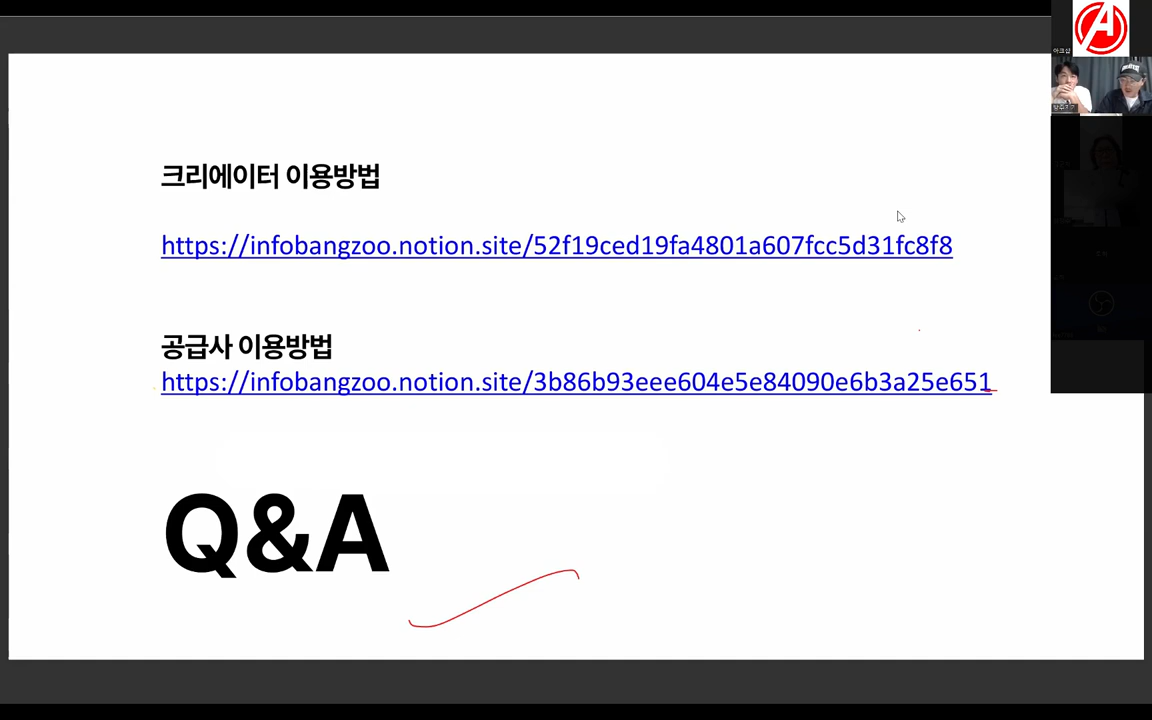 크리에이터 이용방법
https://infobangzoo.notion.site/52f19ced19fa4801a607fcc5d31fc8f8
공급사 이용방법
https://infobangzoo.notion.site/3b86b93eee604e5e84090e6b3a25e651
Q&A
A